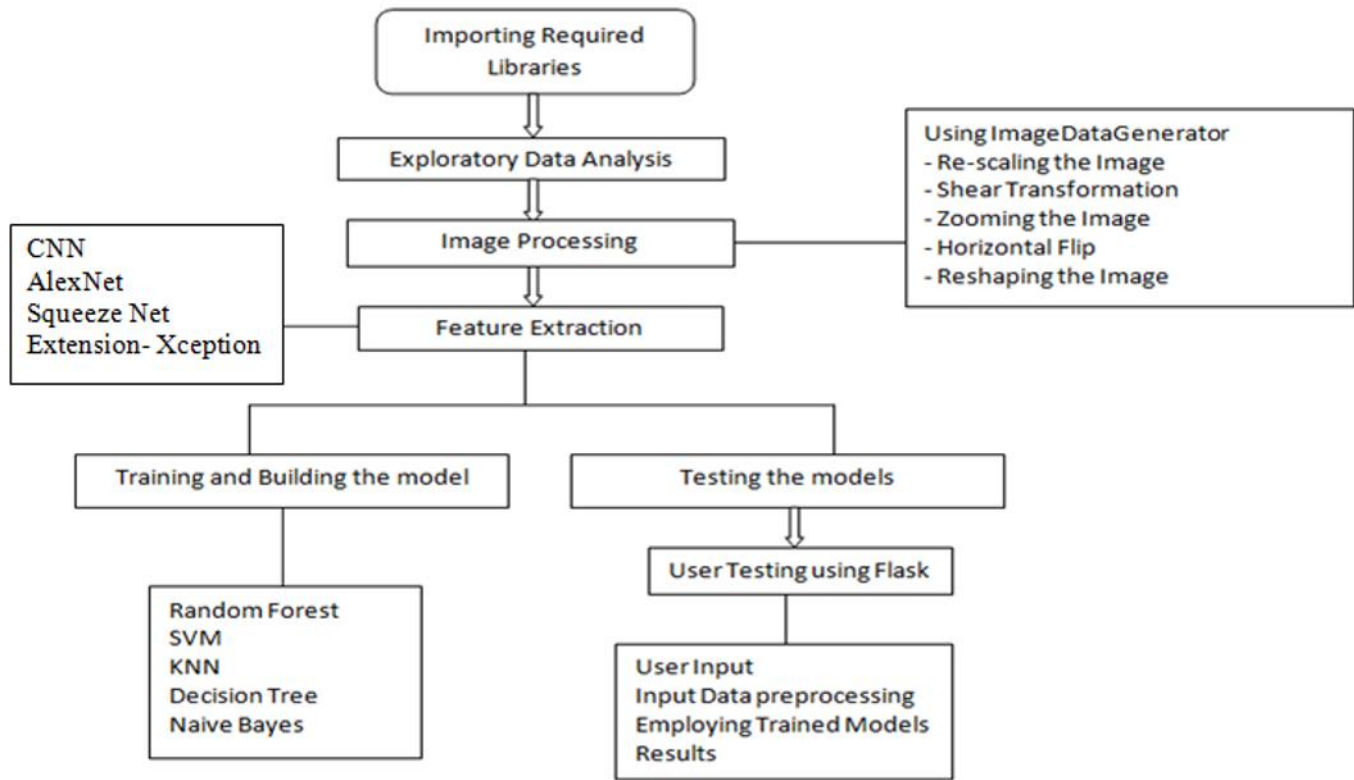 Importing Required
Libraries
Exploratory Data Analysis
Using ImageDataGenerator
- Re-scaling the Image
- Shear Transformation
- Zooming the Image
- Horizontal Flip
- Reshaping the Image
Image Processing
CNN
AlexNet
Squeeze Net
Extension- Xception
Feature Extraction
Training and Building the model
Testing the models
User Testing using Flask
Random Forest
SVM
KNN
Decision Tree
Naive Bayes
User Input
Input Data preprocessing
Employing Trained Models
Results